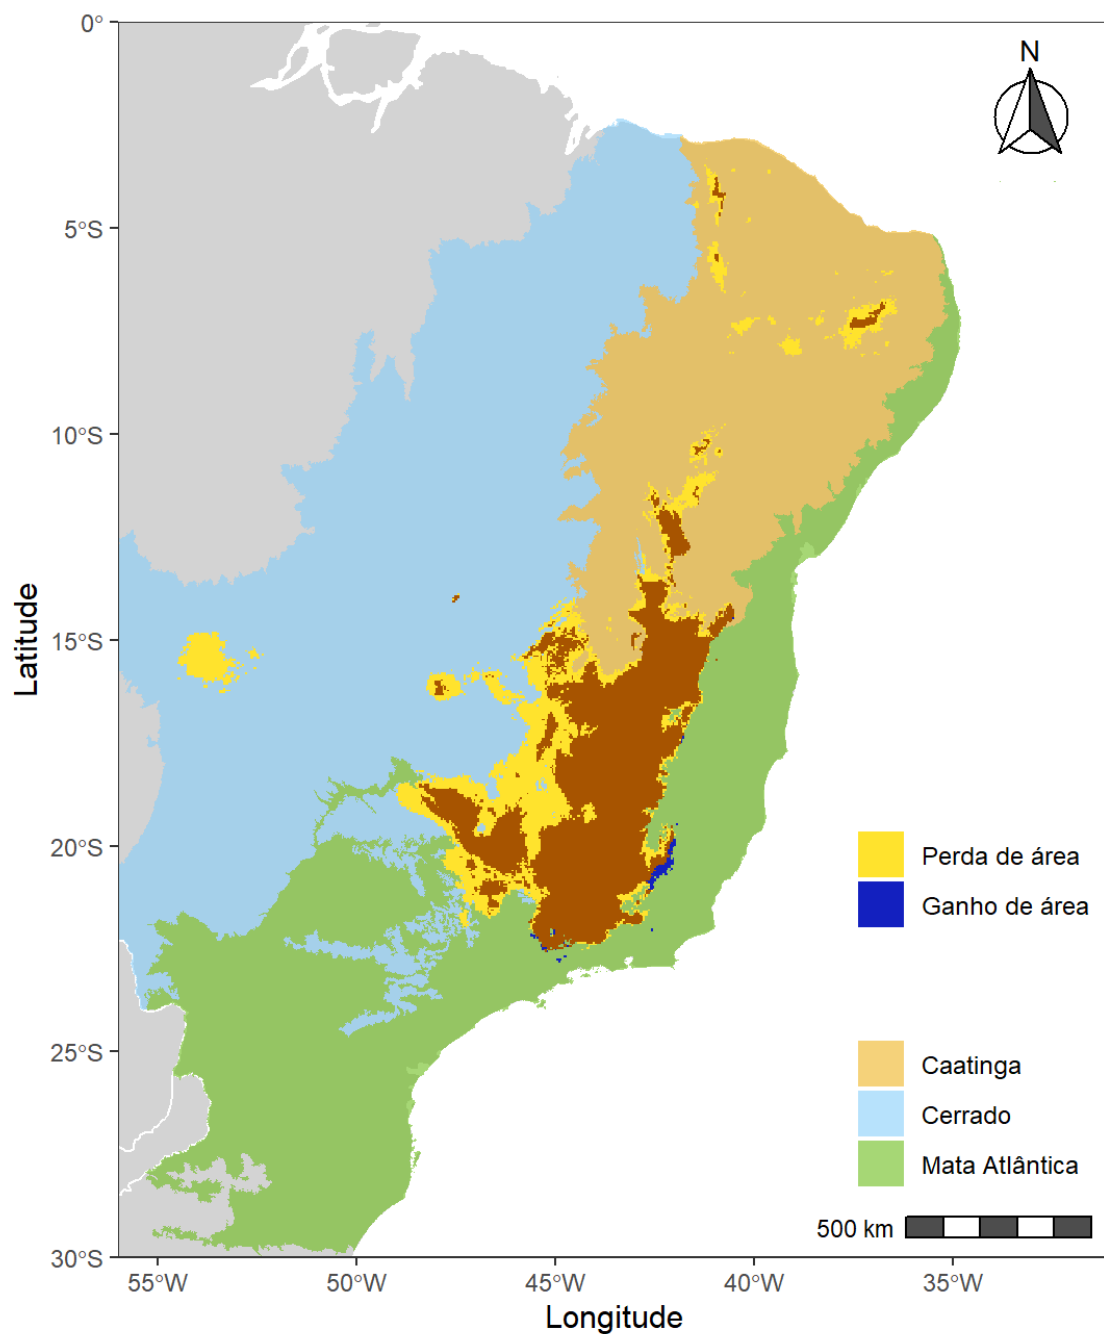 N
0°
5°S
10°S
15°S
20°S
25°S
30°S
Latitude
Perda de área
Ganho de área
Caatinga
Cerrado
Mata Atlântica
500 km
55°W 50°W 45°W 40°W 35°W
Longitude